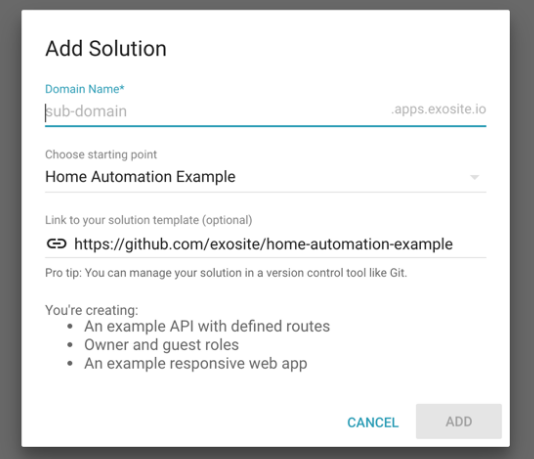 Add Solution
Domain Name*
sub-domain .apps.exosite.io
Choose starting point
Home Automation Example
Link to your solution template (optional)
https://github.com/exosite/home-automation-example
Pro tip: You can manage your solution in a version control tool like Git.
You're creating:
• An example API with defined routes
• Owner and guest roles
• An example responsive web app
CANCEL ADD